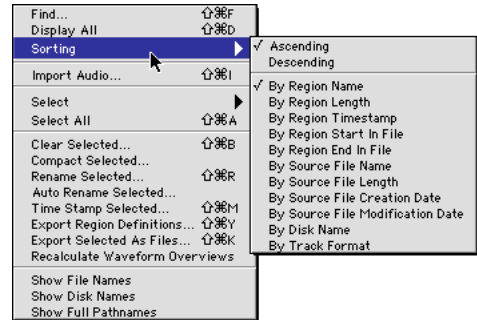 Find... ⇧⌘F
Display All ⇧⌘D
Sorting ▶
Import Audio... ⇧⌘I
Select ▶
Select All ⇧⌘A
Clear Selected... ⇧⌘B
Compact Selected...
Rename Selected... ⇧⌘R
Auto Rename Selected...
Time Stamp Selected... ⇧⌘M
Export Region Definitions... ⇧⌘Y
Export Selected As Files... ⇧⌘K
Recalculate Waveform Overviews
Show File Names
Show Disk Names
Show Full Pathnames
✓ Ascending
Descending
✓ By Region Name
By Region Length
By Region Timestamp
By Region Start In File
By Region End In File
By Source File Name
By Source File Length
By Source File Creation Date
By Source File Modification Date
By Disk Name
By Track Format